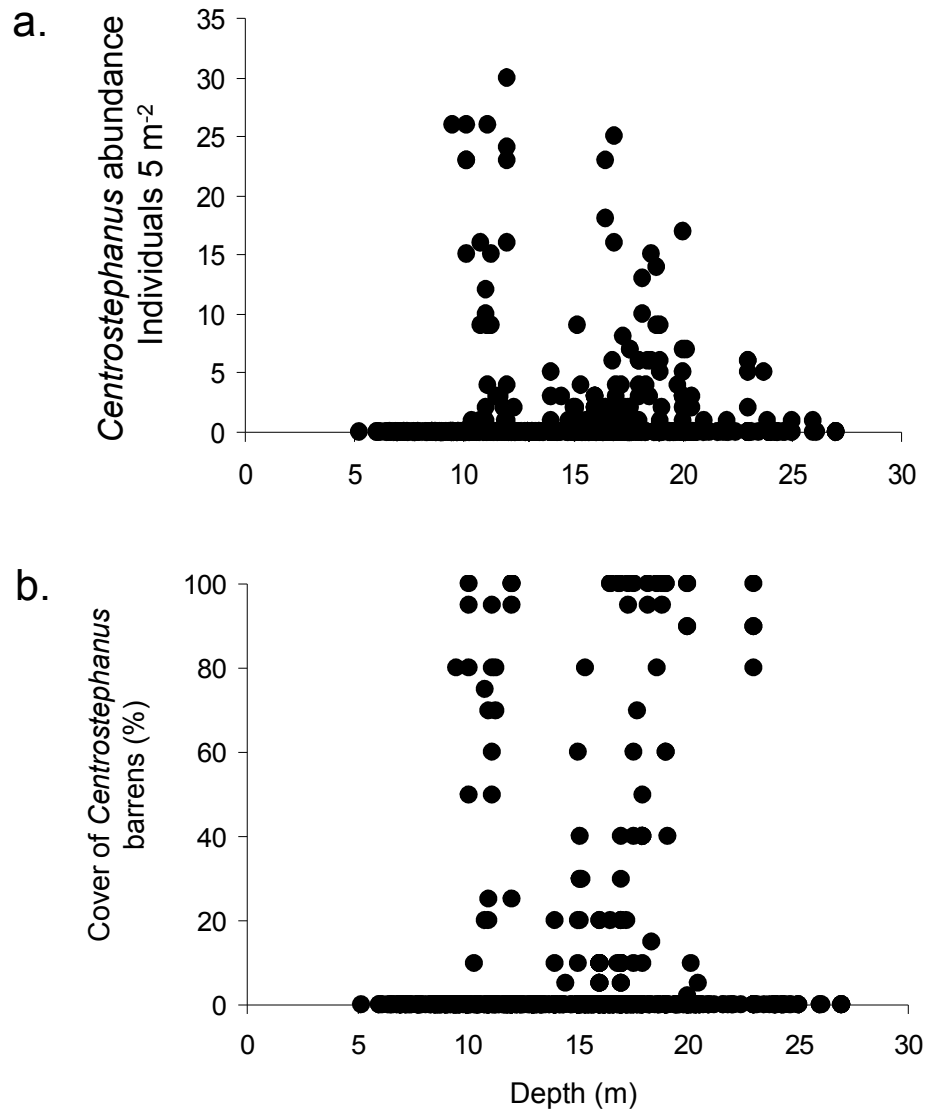 a.
Centrostephanus abundance
Individuals 5 m-2
35
30
25
20
15
10
5
0
0 5 10 15 20 25 30
b.
Cover of Centrostephanus
barrens (%)
100
80
60
40
20
0
0 5 10 15 20 25 30
Depth (m)